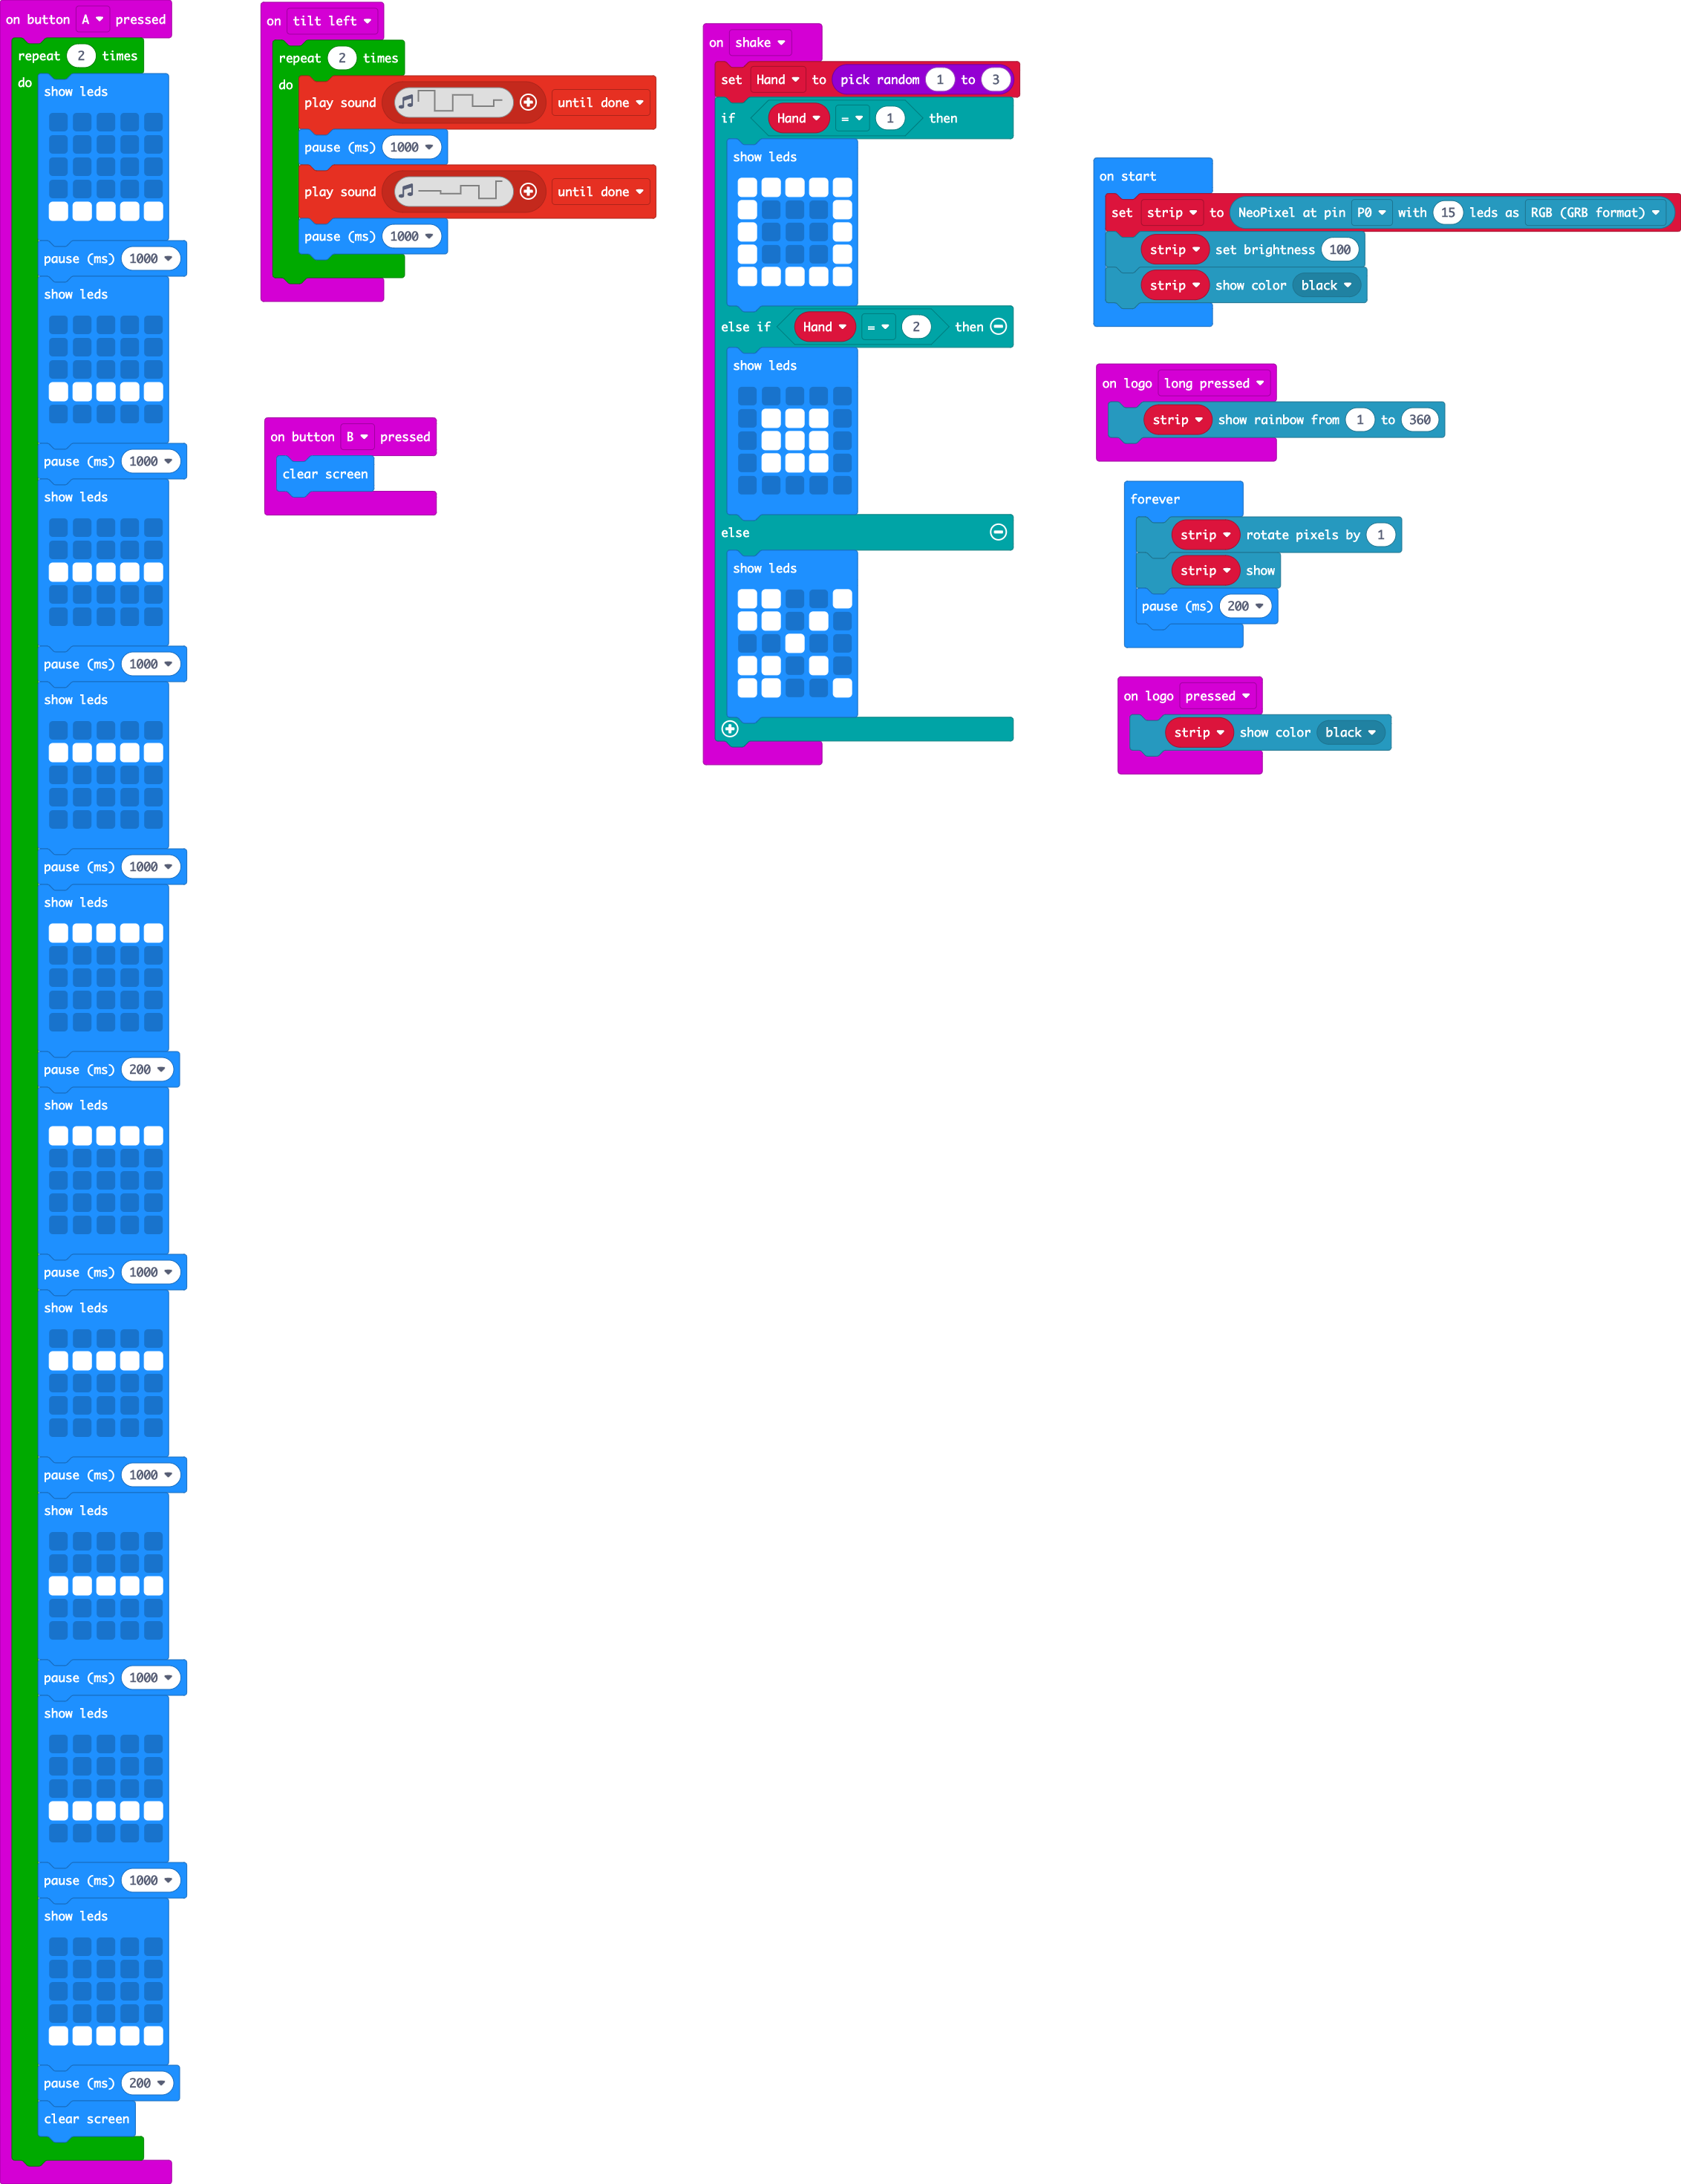 on button A pressed
repeat 2 times
do
show leds
pause (ms) 1000
show leds
pause (ms) 1000
show leds
pause (ms) 1000
show leds
pause (ms) 1000
show leds
pause (ms) 200
show leds
pause (ms) 1000
show leds
pause (ms) 1000
show leds
pause (ms) 1000
show leds
pause (ms) 1000
show leds
pause (ms) 200
clear screen
on tilt left
repeat 2 times
do
play sound until done
pause (ms) 1000
play sound until done
pause (ms) 1000
on button B pressed
clear screen
on shake
set Hand to pick random 1 to 3
if Hand = 1 then
show leds
else if Hand = 2 then
show leds
else
show leds
on start
set strip to NeoPixel at pin P0 with 15 leds as RGB (GRB format)
strip set brightness 100
strip show color black
on logo long pressed
strip show rainbow from 1 to 360
forever
strip rotate pixels by 1
strip show
pause (ms) 200
on logo pressed
strip show color black